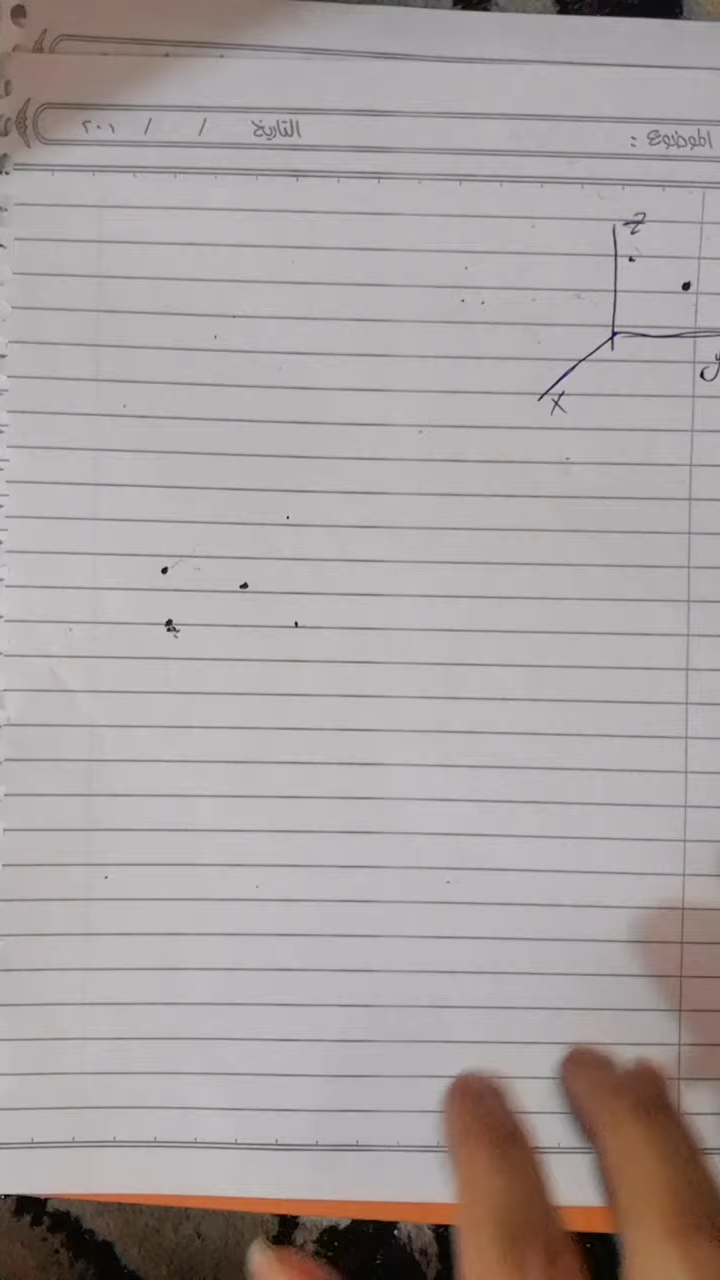 الموضوع :
التاريخ / / ٢٠١
z
y
x